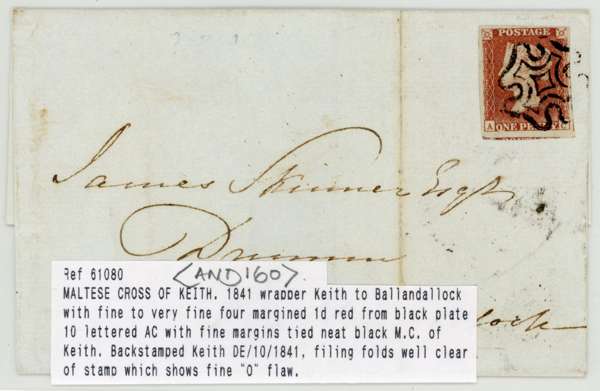 POSTAGE
A ONE PENNY C
James Skinner Esqr
Drumin
Ref 61080 <AND160>
MALTESE CROSS OF KEITH. 1841 wrapper Keith to Ballandallock
with fine to very fine four margined 1d red from black plate
10 lettered AC with fine margins tied neat black M.C. of
Keith. Backstamped Keith DE/10/1841, filing folds well clear
of stamp which shows fine "O" flaw.